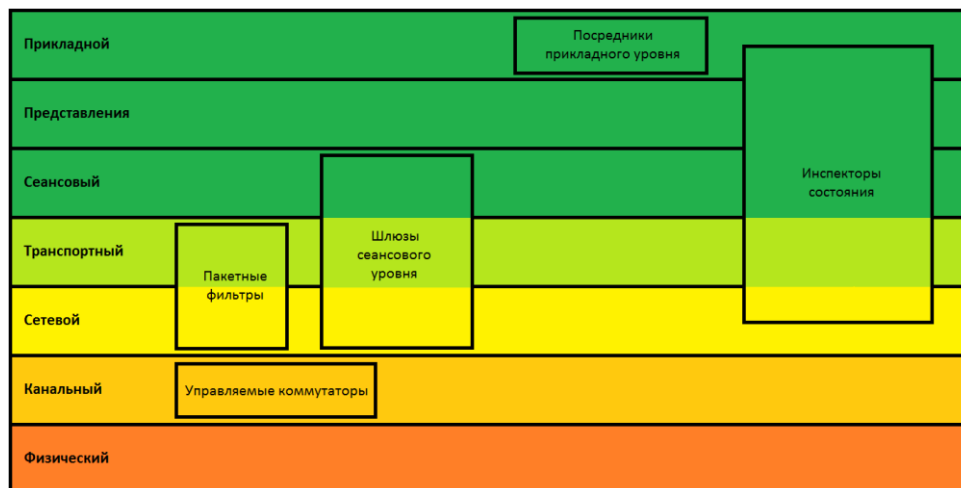 Прикладной
Посредники
прикладного уровня
Представления
Сеансовый
Инспекторы
состояния
Транспортный
Шлюзы
сеансового
уровня
Пакетные
фильтры
Сетевой
Канальный
Управляемые коммутаторы
Физический